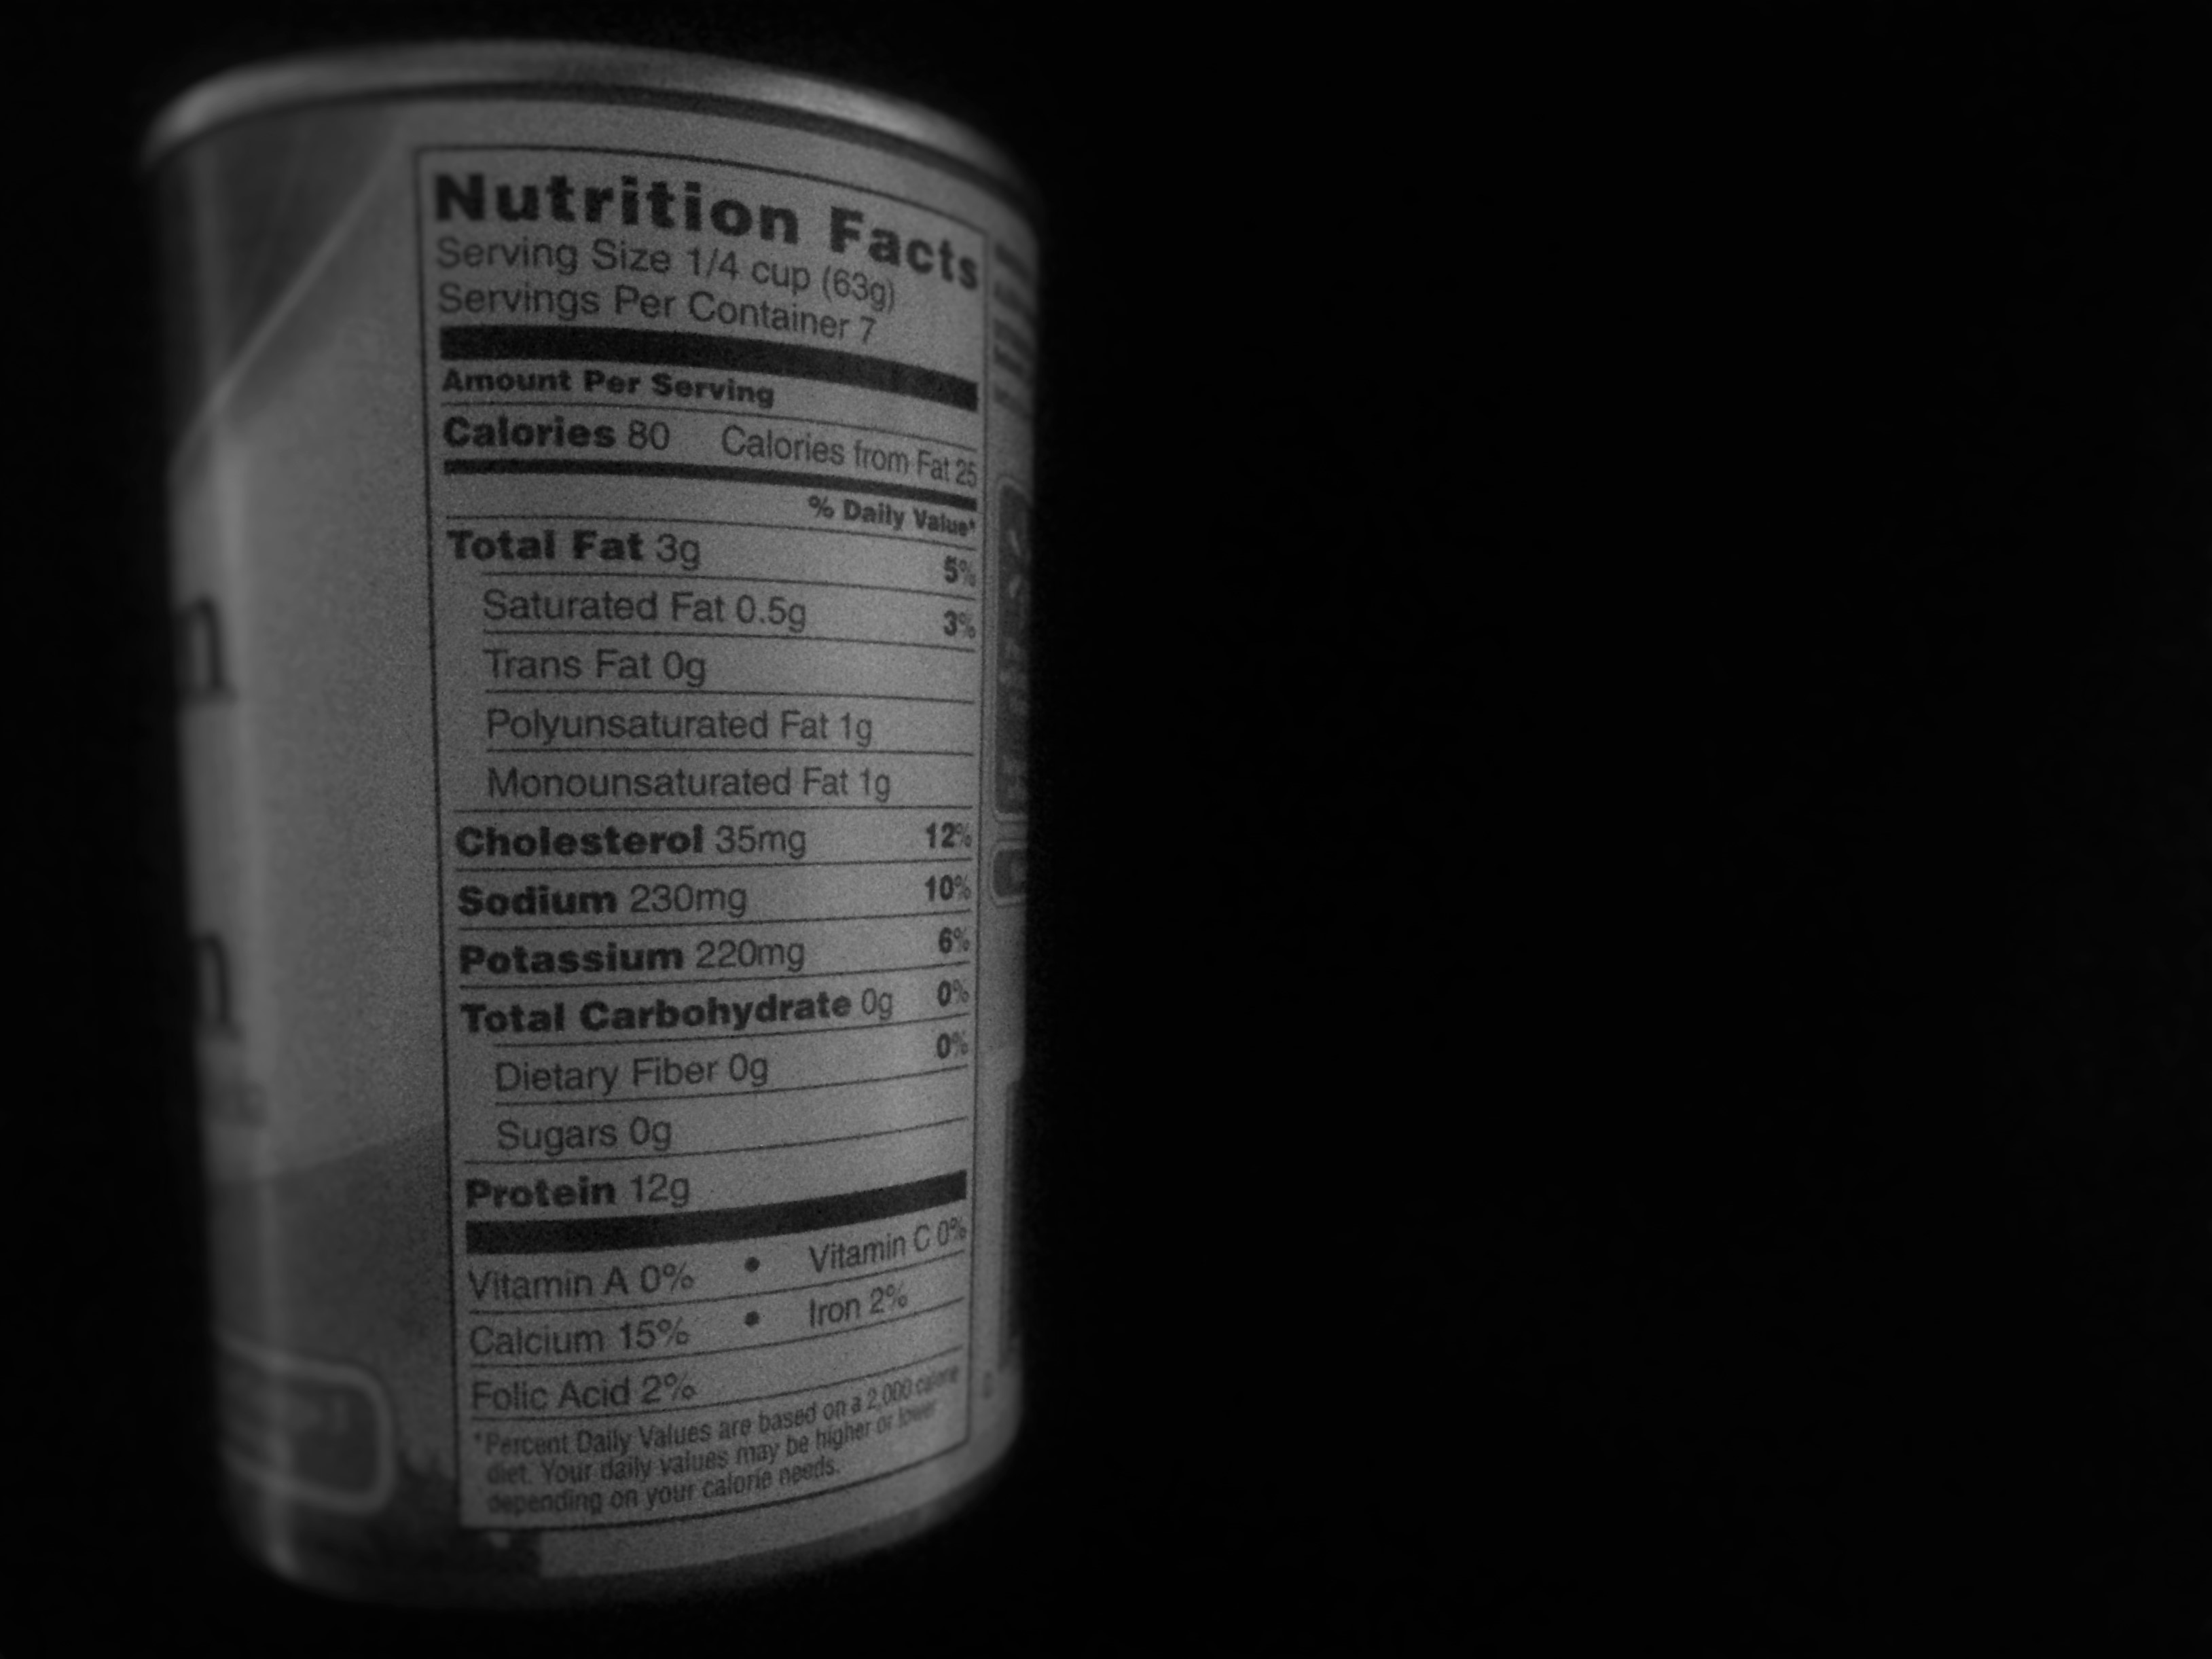 Nutrition Facts
Serving Size 1/4 cup (63g)
Servings Per Container 7
Amount Per Serving
Calories 80 Calories from Fat 25
% Daily Value*
Total Fat 3g 5%
Saturated Fat 0.5g 3%
Trans Fat 0g
Polyunsaturated Fat 1g
Monounsaturated Fat 1g
Cholesterol 35mg 12%
Sodium 230mg 10%
Potassium 220mg 6%
Total Carbohydrate 0g 0%
Dietary Fiber 0g 0%
Sugars 0g
Protein 12g
Vitamin A 0% • Vitamin C 0%
Calcium 15% • Iron 2%
Folic Acid 2%
*Percent Daily Values are based on a 2,000 calorie
diet. Your daily values may be higher or lower
depending on your calorie needs.
n
n